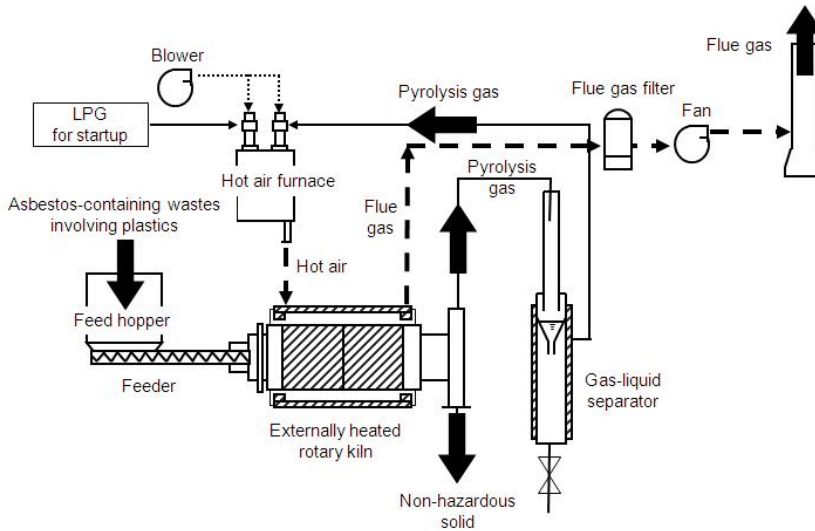 Flue gas
Blower
Flue gas filter
Pyrolysis gas
Fan
LPG
for startup
Pyrolysis
gas
Hot air furnace
Asbestos-containing wastes
involving plastics
Flue
gas
Hot air
Feed hopper
Feeder
Gas-liquid
separator
Externally heated
rotary kiln
Non-hazardous
solid